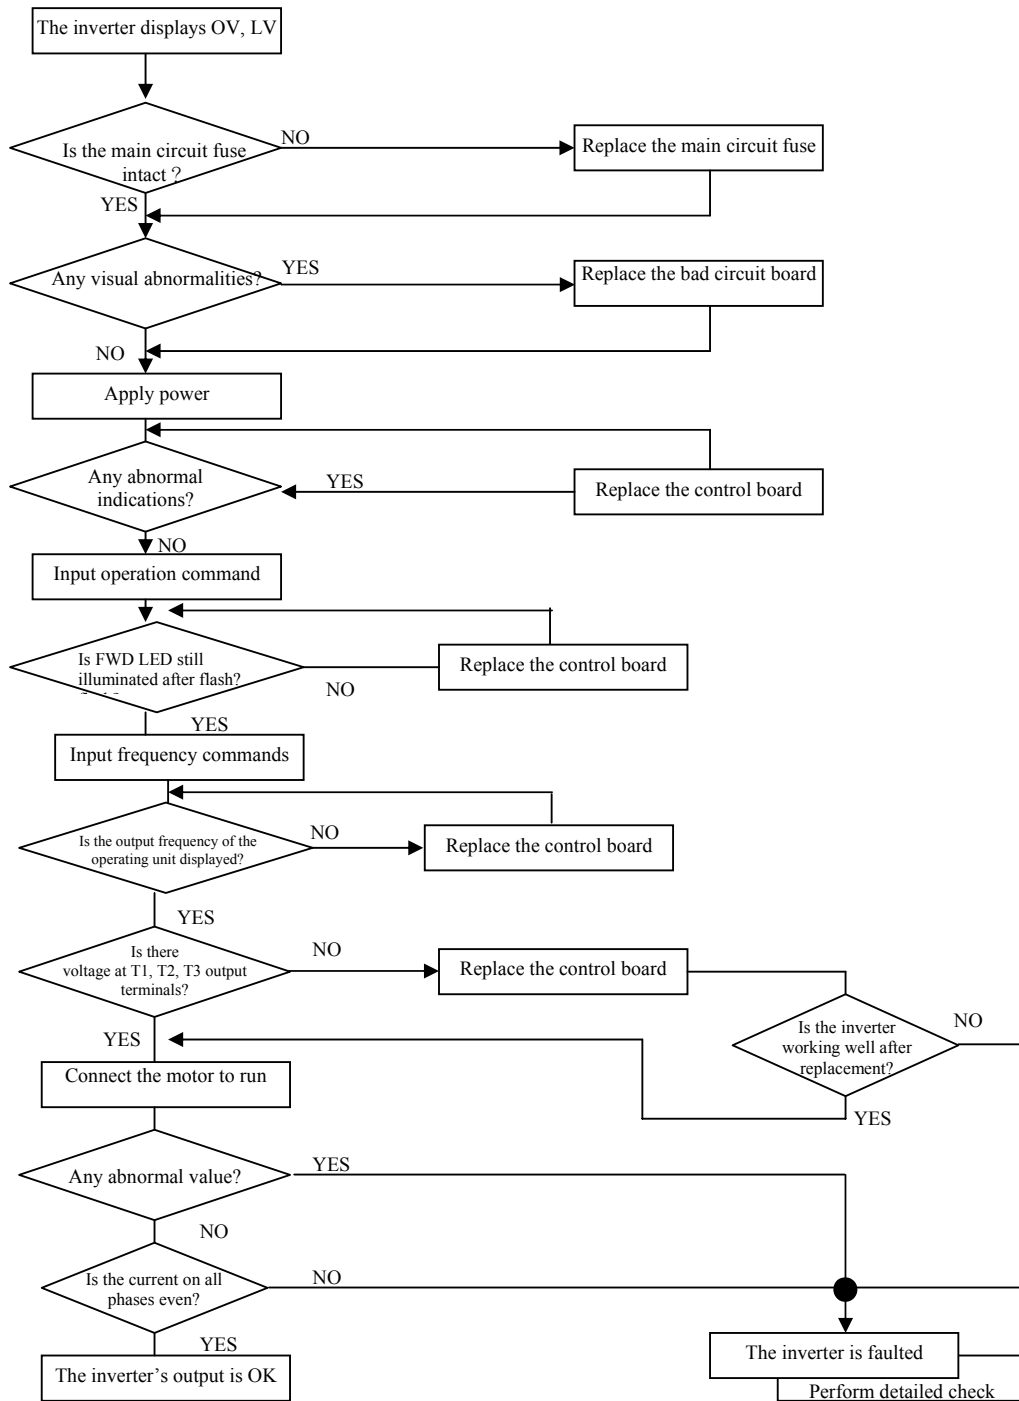 The inverter displays OV, LV
Is the main circuit fuse
intact ?
NO
Replace the main circuit fuse
YES
Any visual abnormalities?
YES
Replace the bad circuit board
NO
Apply power
Any abnormal
indications?
YES
Replace the control board
NO
Input operation command
Is FWD LED still
illuminated after flash?
NO
Replace the control board
YES
Input frequency commands
Is the output frequency of the
operating unit displayed?
NO
Replace the control board
YES
Is there
voltage at T1, T2, T3 output
terminals?
NO
Replace the control board
Is the inverter
working well after
replacement?
NO
YES
YES
Connect the motor to run
Any abnormal value?
YES
NO
Is the current on all
phases even?
NO
YES
The inverter's output is OK
The inverter is faulted
Perform detailed check